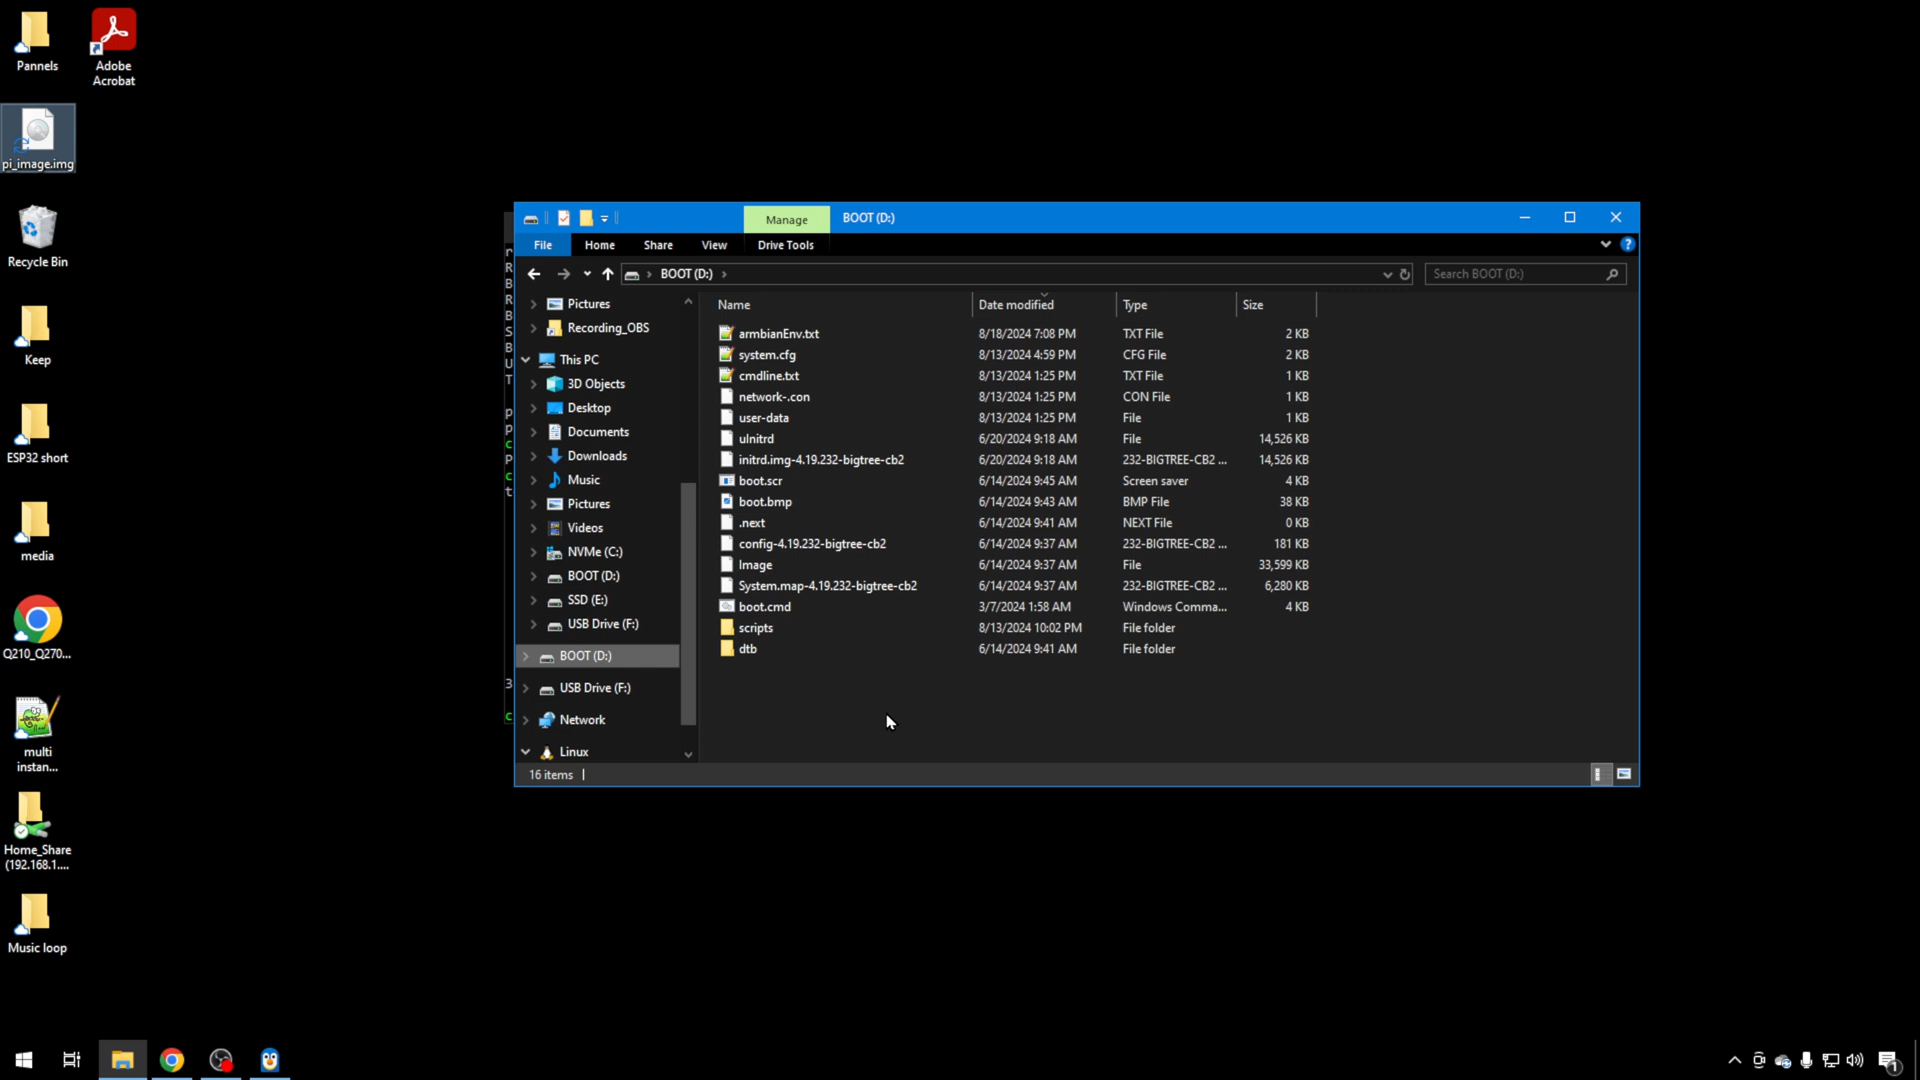 Pannels
Adobe
Acrobat
pi_image.img
Recycle Bin
Keep
ESP32 short
media
Q210_Q270...
multi
instan...
Home_Share
(192.168.1....
Music loop
Manage
BOOT (D:)
File
Home
Share
View
Drive Tools
BOOT (D:)
Search BOOT (D:)
Pictures
Recording_OBS
This PC
3D Objects
Desktop
Documents
Downloads
Music
Pictures
Videos
NVMe (C:)
BOOT (D:)
SSD (E:)
USB Drive (F:)
BOOT (D:)
USB Drive (F:)
Network
Linux
Name Date modified Type Size
armbianEnv.txt 8/18/2024 7:08 PM TXT File 2 KB
system.cfg 8/13/2024 4:59 PM CFG File 2 KB
cmdline.txt 8/13/2024 1:25 PM TXT File 1 KB
network-.con 8/13/2024 1:25 PM CON File 1 KB
user-data 8/13/2024 1:25 PM File 1 KB
uInitrd 6/20/2024 9:18 AM File 14,526 KB
initrd.img-4.19.232-bigtree-cb2 6/20/2024 9:18 AM 232-BIGTREE-CB2 ... 14,526 KB
boot.scr 6/14/2024 9:45 AM Screen saver 4 KB
boot.bmp 6/14/2024 9:43 AM BMP File 38 KB
.next 6/14/2024 9:41 AM NEXT File 0 KB
config-4.19.232-bigtree-cb2 6/14/2024 9:37 AM 232-BIGTREE-CB2 ... 181 KB
Image 6/14/2024 9:37 AM File 33,599 KB
System.map-4.19.232-bigtree-cb2 6/14/2024 9:37 AM 232-BIGTREE-CB2 ... 6,280 KB
boot.cmd 3/7/2024 1:58 AM Windows Comma... 4 KB
scripts 8/13/2024 10:02 PM File folder
dtb 6/14/2024 9:41 AM File folder
16 items
1